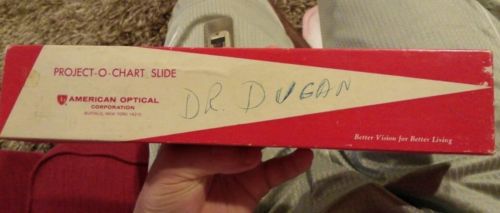 PROJECT-O-CHART SLIDE
AMERICAN OPTICAL
CORPORATION
BUFFALO, NEW YORK 14215
DR. DUGAN
Better Vision for Better Living